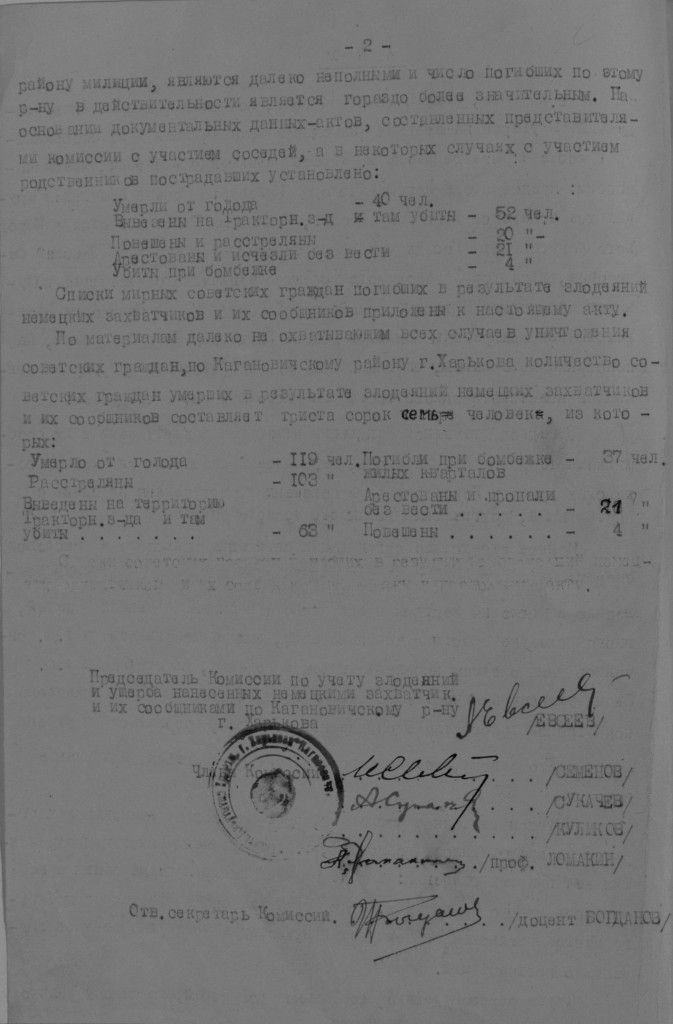 - 2 -
району милиции, являются далеко неполными и число погибших по этому
р-ну в действительности является гораздо более значительным. На
основании документальных данных-актов, составленных представителя-
ми комиссии с участием соседей, а в некоторых случаях с участием
родственников пострадавших установлено:
Умерли от голода - 40 чел.
Вывезены на Тракторн. з-д и там убиты - 52 чел.
Повешены и расстреляны - 20 "-
Арестованы и исчезли без вести - 21 "
Убиты при бомбежке - 4 "
Списки мирных советских граждан погибших в результате злодеяний
немецких захватчиков и их сообщников приложены к настоящему акту.
По материалам далеко не охватывающим всех случаев уничтожения
советских граждан, по Кагановичскому району г. Харькова количество со-
ветских граждан умерших в результате злодеяний немецких захватчиков
и их сообщников составляет триста сорок семь человек, из кото -
рых:
Умерло от голода - 119 чел. Погибли при бомбежке - 37 чел.
Расстреляны - 103 " жилых кварталов
Выведены на территорию Арестованы и пропали
Тракторн. з-да и там без вести . . . . . - 21 "
убиты . . . . . . . . - 63 " Повешены . . . . . . - 4 "
Председатель Комиссии по учету злодеяний
и ущерба нанесенных немецкими захватчик.
и их сообщниками по Кагановичскому р-ну
г. Харькова /ЕВСЕЕВ/
Члены Комиссии . . . /СЕМЕНОВ/
. . . /СУКАЧЕВ/
. . . . . . . . . . /КУЛИКОВ/
. /проф. ЛОМАКИН/
Отв. секретарь Комиссий. . . /доцент БОГДАНОВ/